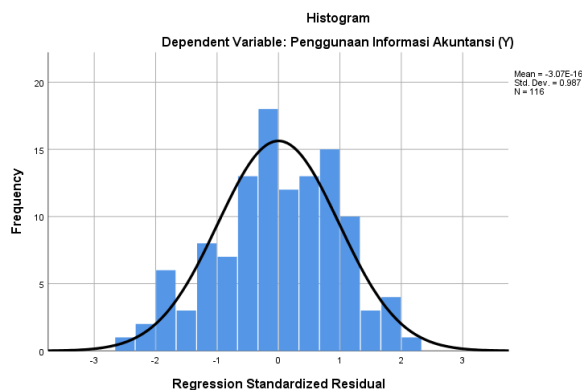 Histogram
Dependent Variable: Penggunaan Informasi Akuntansi (Y)
Mean = -3.07E-16
Std. Dev. = 0.987
N = 116
Frequency
20
15
10
5
0
-3 -2 -1 0 1 2 3
Regression Standardized Residual